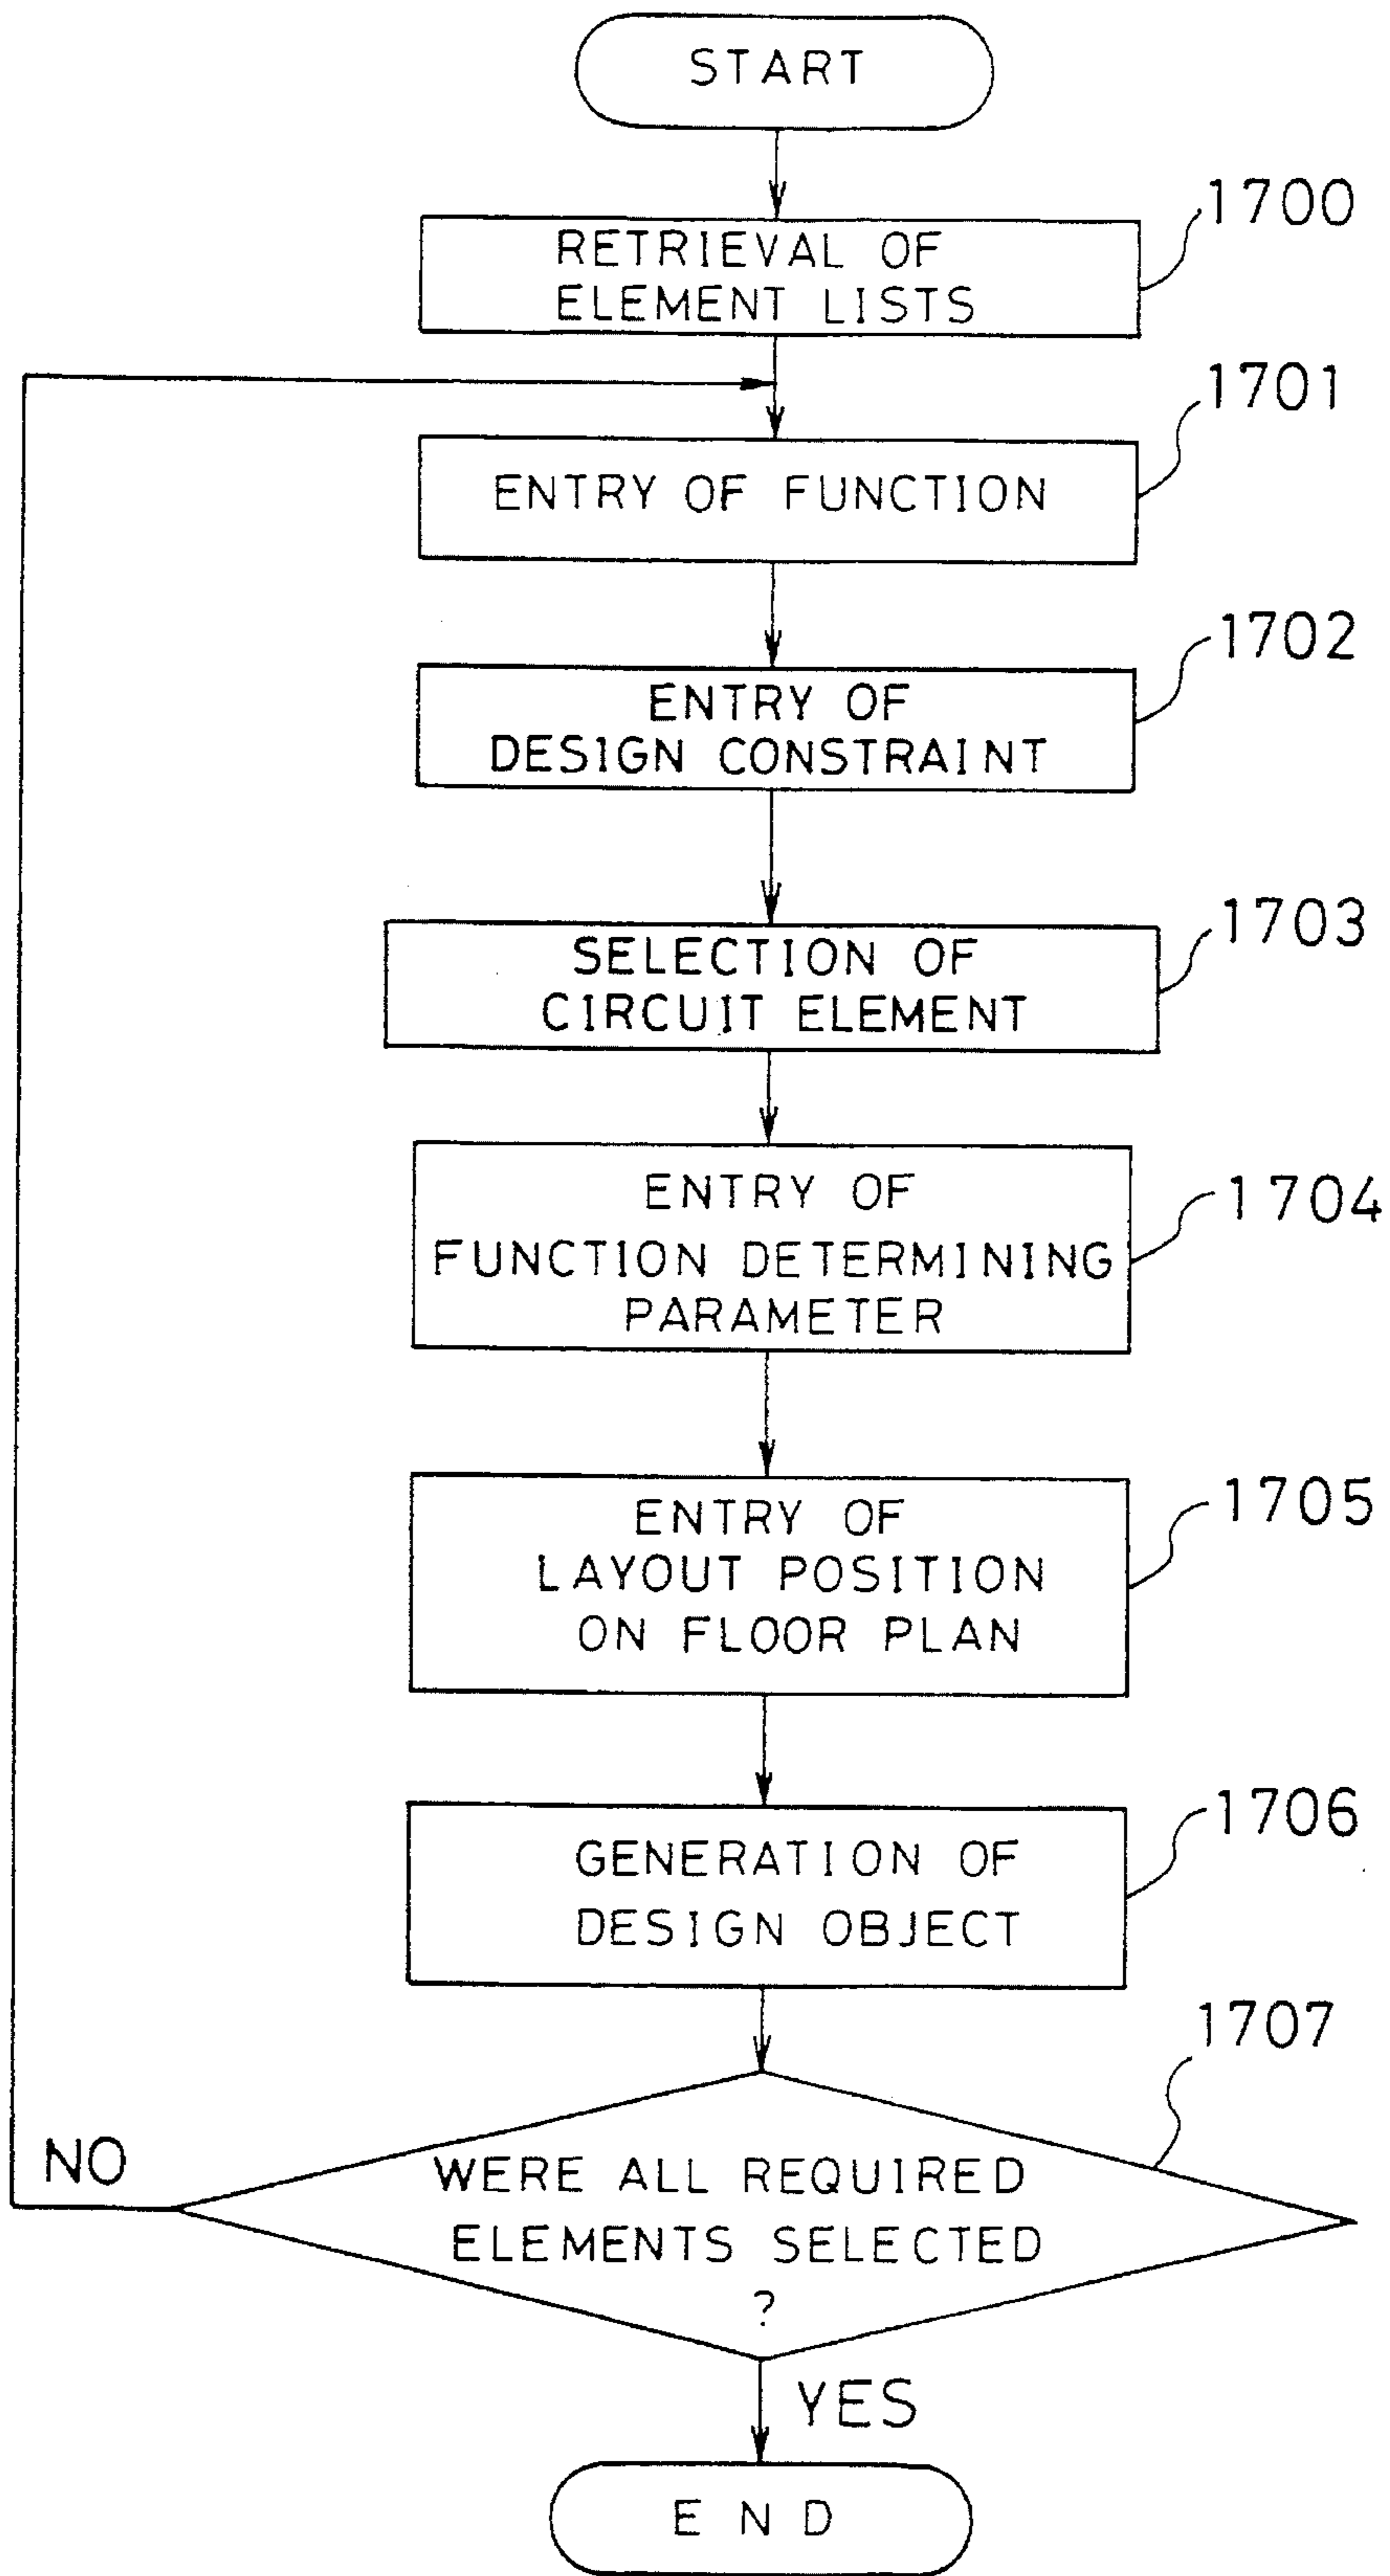 START
1700
RETRIEVAL OF
ELEMENT LISTS
1701
ENTRY OF FUNCTION
1702
ENTRY OF
DESIGN CONSTRAINT
1703
SELECTION OF
CIRCUIT ELEMENT
1704
ENTRY OF
FUNCTION DETERMINING
PARAMETER
1705
ENTRY OF
LAYOUT POSITION
ON FLOOR PLAN
1706
GENERATION OF
DESIGN OBJECT
1707
NO
WERE ALL REQUIRED
ELEMENTS SELECTED
?
YES
END